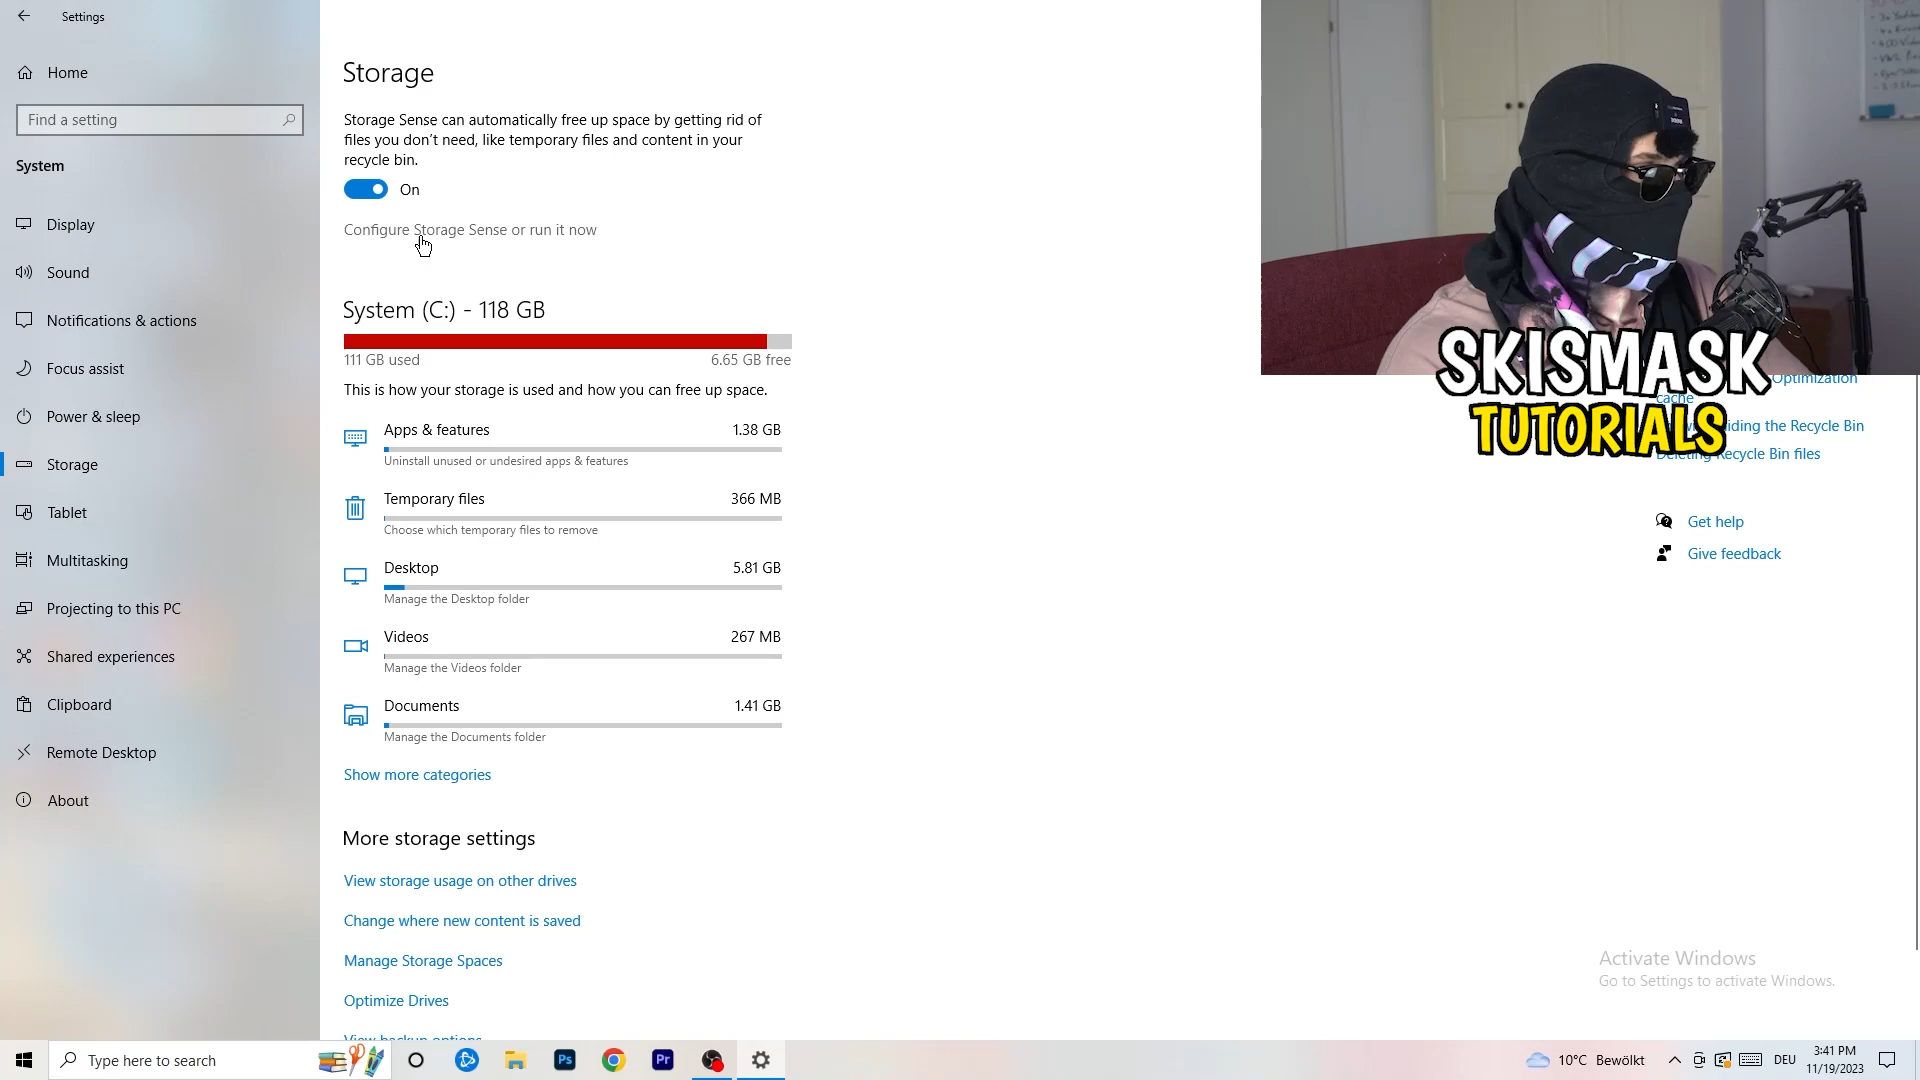 Settings
Home
Find a setting
System
Display
Sound
Notifications & actions
Focus assist
Power & sleep
Storage
Tablet
Multitasking
Projecting to this PC
Shared experiences
Clipboard
Remote Desktop
About
Storage
Storage Sense can automatically free up space by getting rid of
files you don't need, like temporary files and content in your
recycle bin.
On
Configure Storage Sense or run it now
System (C:) - 118 GB
111 GB used 6.65 GB free
This is how your storage is used and how you can free up space.
Apps & features 1.38 GB
Uninstall unused or undesired apps & features
Temporary files 366 MB
Choose which temporary files to remove
Desktop 5.81 GB
Manage the Desktop folder
Videos 267 MB
Manage the Videos folder
Documents 1.41 GB
Manage the Documents folder
Show more categories
More storage settings
View storage usage on other drives
Change where new content is saved
Manage Storage Spaces
Optimize Drives
View backup options
SKISMASK
TUTORIALS
Optimization
cache
the Recycle Bin
Recycle Bin files
Get help
Give feedback
Activate Windows
Go to Settings to activate Windows.
Type here to search
Ps
Pr
10°C Bewölkt
DEU
3:41 PM
11/19/2023